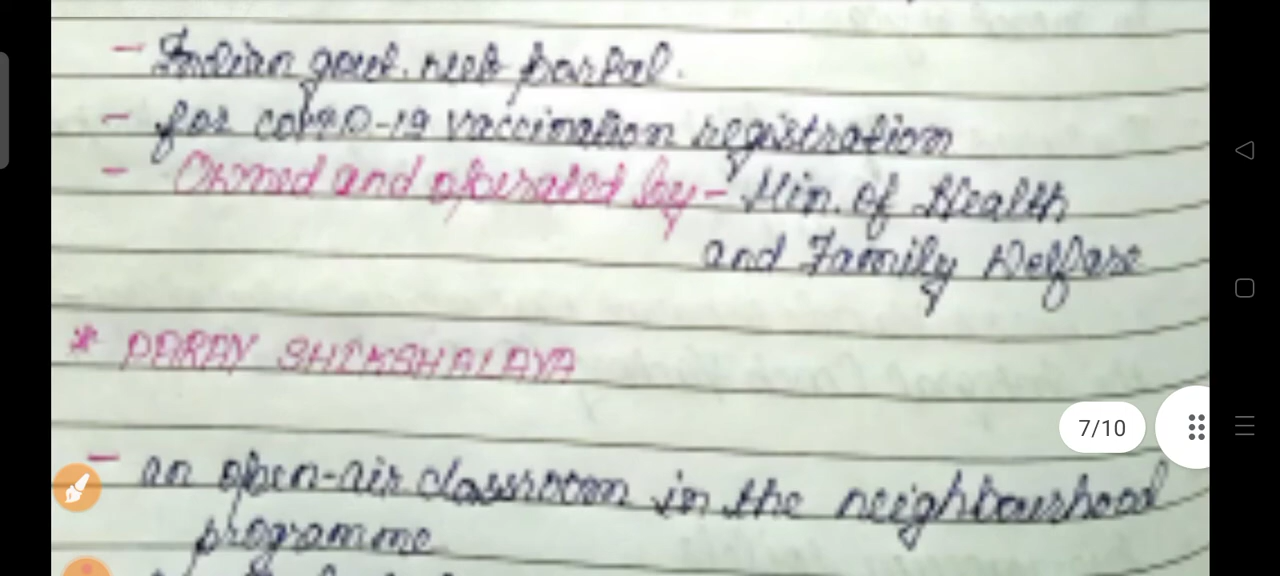 - Indian govt. web portal.
- for COVID-19 vaccination registration
- Owned and operated by - Min. of Health
and Family Welfare
* PARAY SHIKSHALAYA
7/10
- an open-air classroom in the neighbourhood
programme